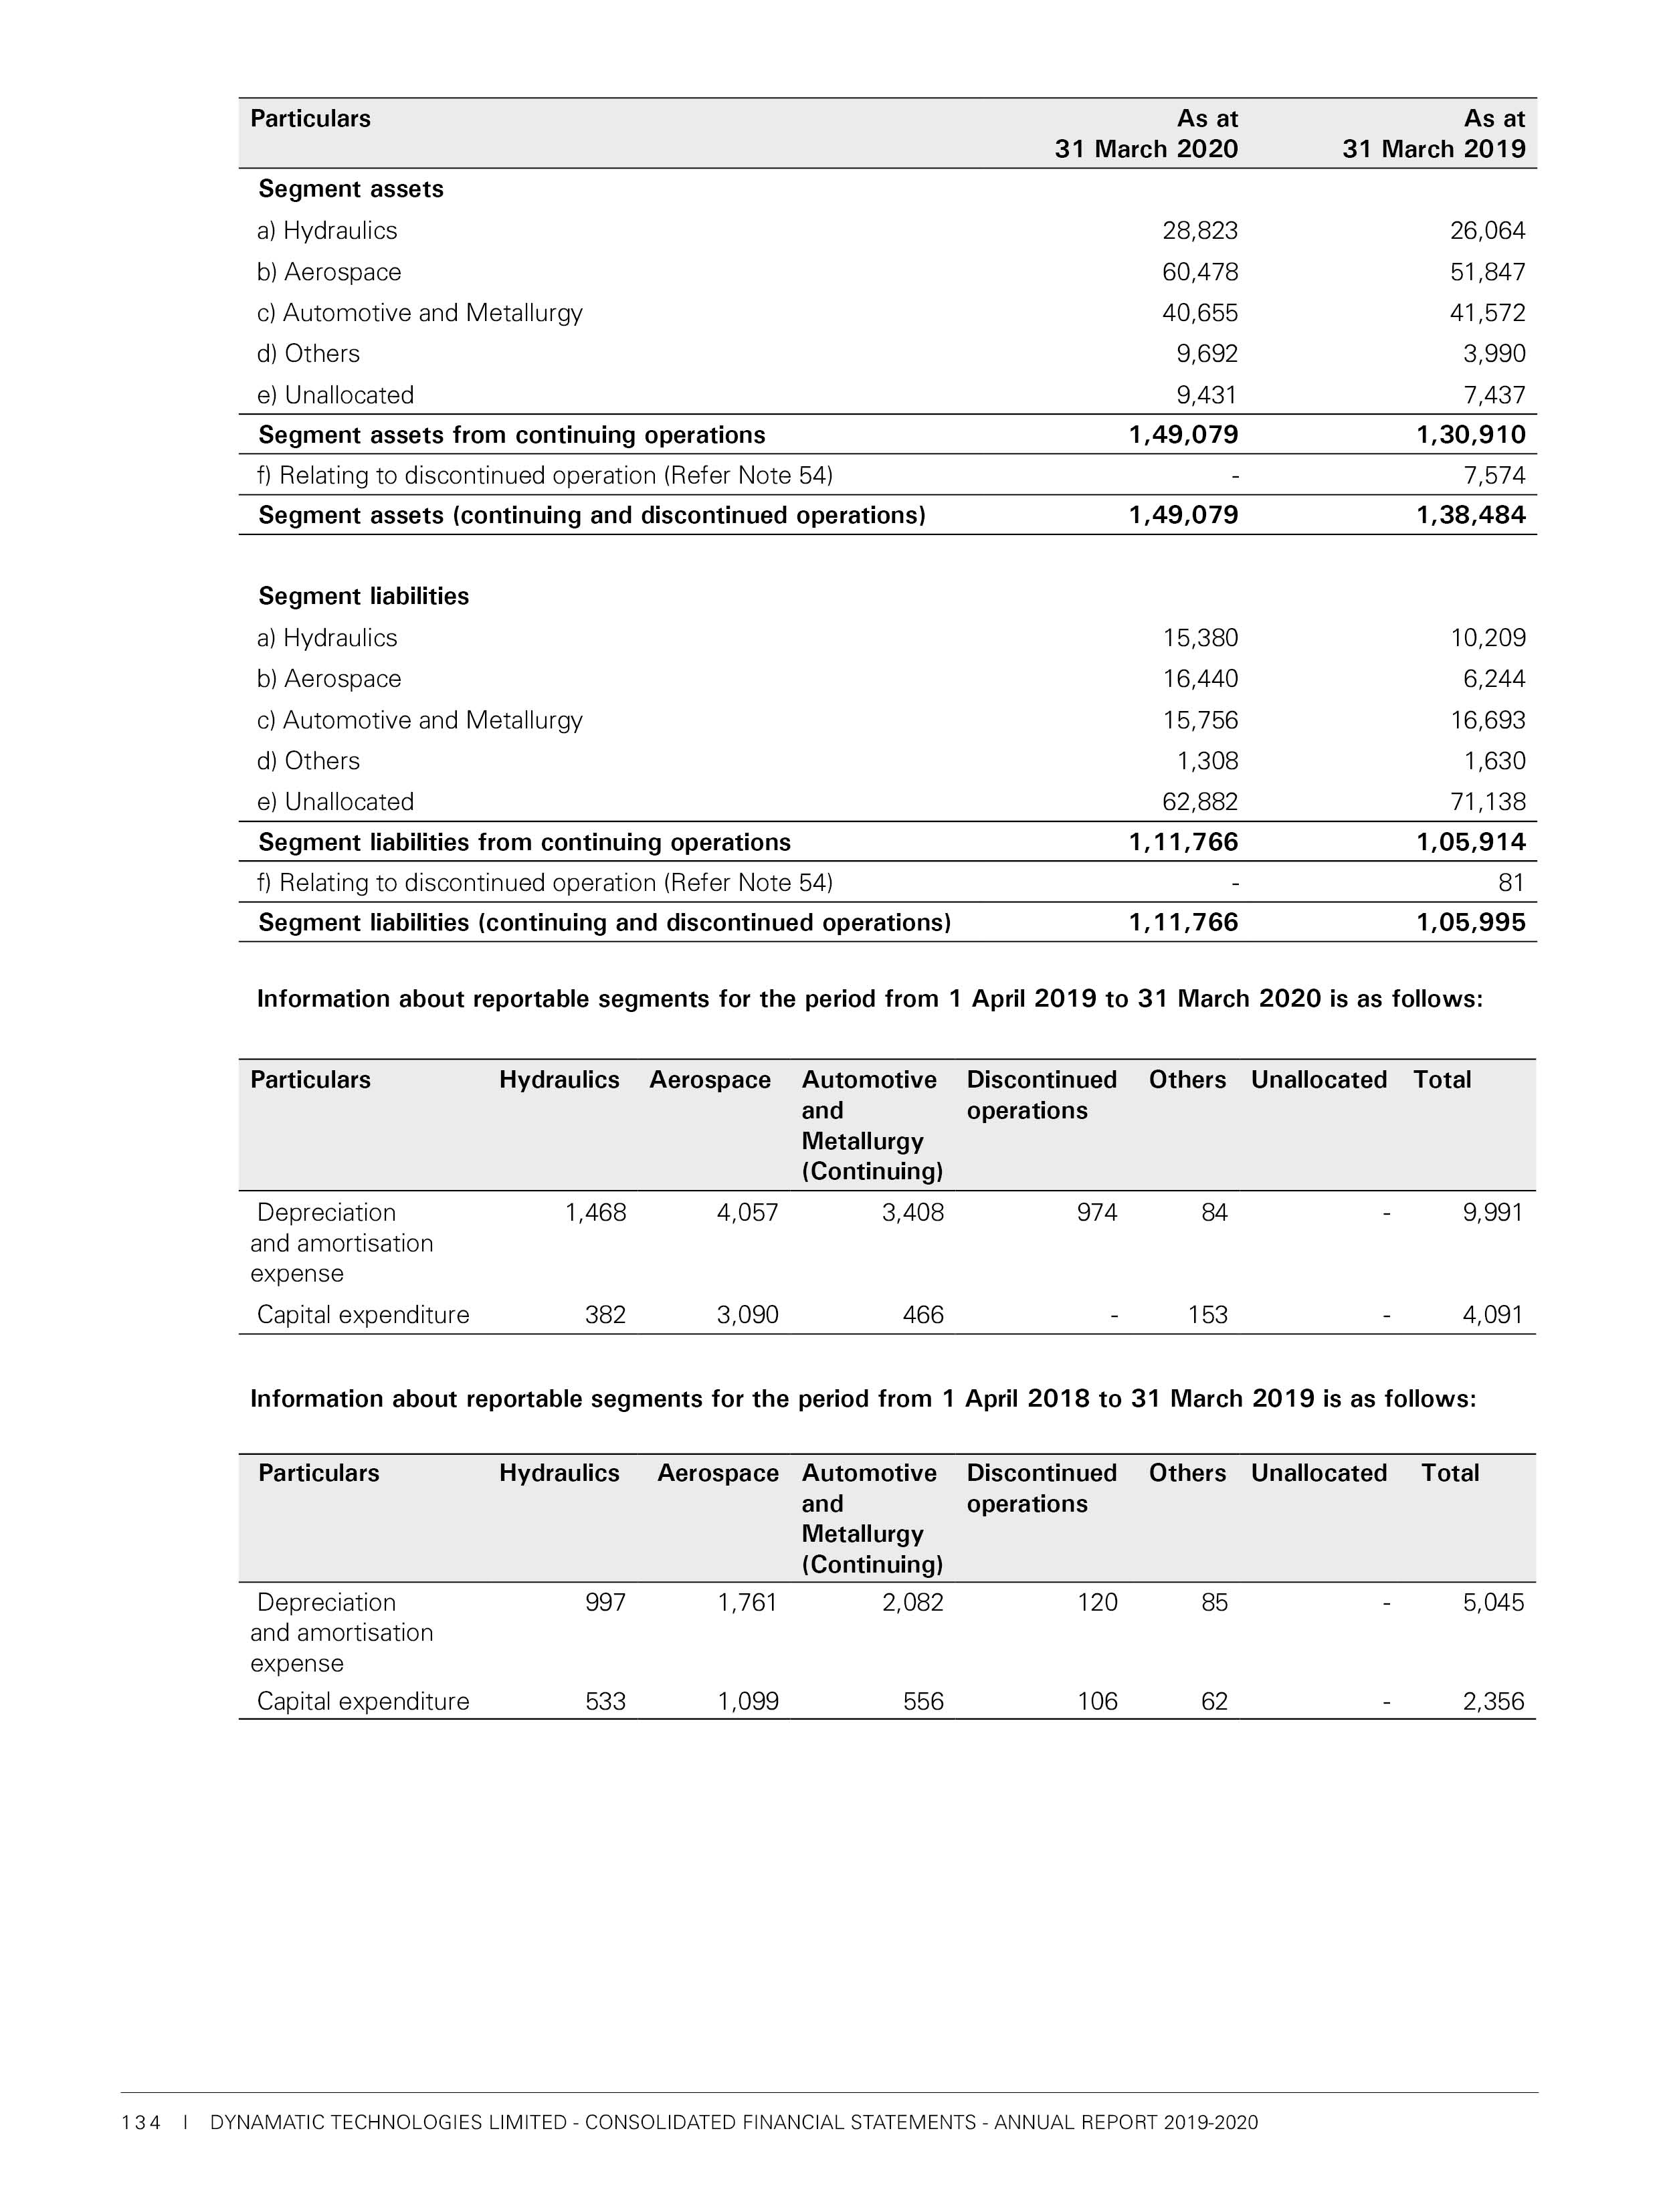 Particulars As at As at
31 March 2020 31 March 2019
Segment assets
a) Hydraulics 28,823 26,064
b) Aerospace 60,478 51,847
c) Automotive and Metallurgy 40,655 41,572
d) Others 9,692 3,990
e) Unallocated 9,431 7,437
Segment assets from continuing operations 1,49,079 1,30,910
f) Relating to discontinued operation (Refer Note 54) - 7,574
Segment assets (continuing and discontinued operations) 1,49,079 1,38,484
Segment liabilities
a) Hydraulics 15,380 10,209
b) Aerospace 16,440 6,244
c) Automotive and Metallurgy 15,756 16,693
d) Others 1,308 1,630
e) Unallocated 62,882 71,138
Segment liabilities from continuing operations 1,11,766 1,05,914
f) Relating to discontinued operation (Refer Note 54) - 81
Segment liabilities (continuing and discontinued operations) 1,11,766 1,05,995
Information about reportable segments for the period from 1 April 2019 to 31 March 2020 is as follows:
Particulars Hydraulics Aerospace Automotive Discontinued Others Unallocated Total
and operations
Metallurgy
(Continuing)
Depreciation 1,468 4,057 3,408 974 84 - 9,991
and amortisation
expense
Capital expenditure 382 3,090 466 - 153 - 4,091
Information about reportable segments for the period from 1 April 2018 to 31 March 2019 is as follows:
Particulars Hydraulics Aerospace Automotive Discontinued Others Unallocated Total
and operations
Metallurgy
(Continuing)
Depreciation 997 1,761 2,082 120 85 - 5,045
and amortisation
expense
Capital expenditure 533 1,099 556 106 62 - 2,356
134 I DYNAMATIC TECHNOLOGIES LIMITED - CONSOLIDATED FINANCIAL STATEMENTS - ANNUAL REPORT 2019-2020